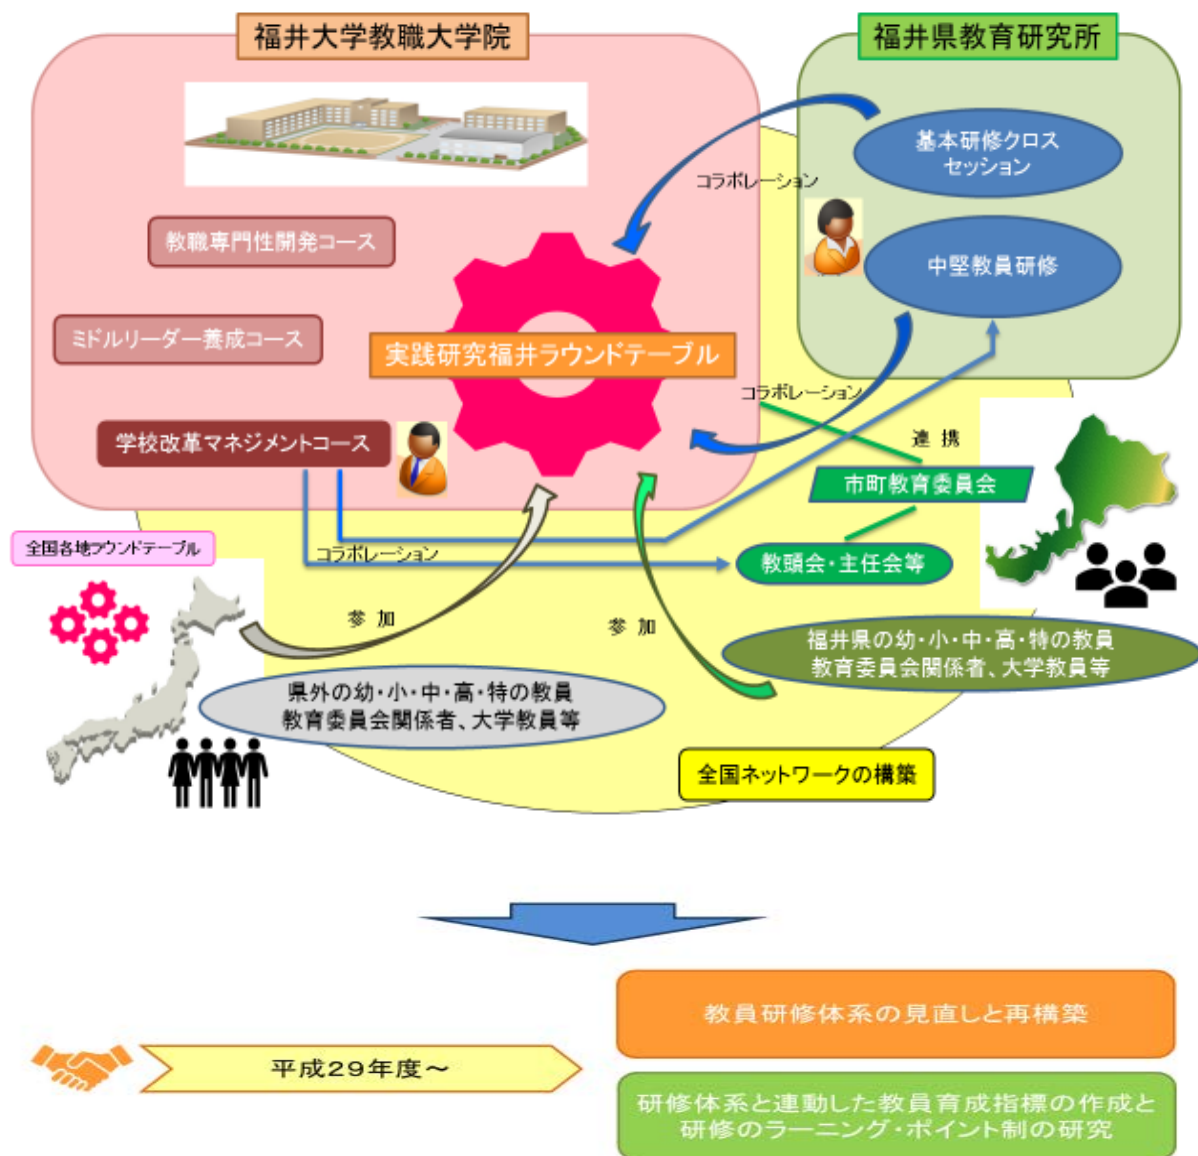 福井大学教職大学院
福井県教育研究所
基本研修クロス
セッション
コラボレーション
教職専門性開発コース
中堅教員研修
ミドルリーダー養成コース
実践研究福井ラウンドテーブル
コラボレーション
学校改革マネジメントコース
連 携
市町教育委員会
全国各地ラウンドテーブル
コラボレーション
教頭会・主任会等
参 加
参 加
福井県の幼・小・中・高・特の教員
教育委員会関係者、大学教員等
県外の幼・小・中・高・特の教員
教育委員会関係者、大学教員等
全国ネットワークの構築
教員研修体系の見直しと再構築
平成29年度～
研修体系と連動した教員育成指標の作成と
研修のラーニング・ポイント制の研究